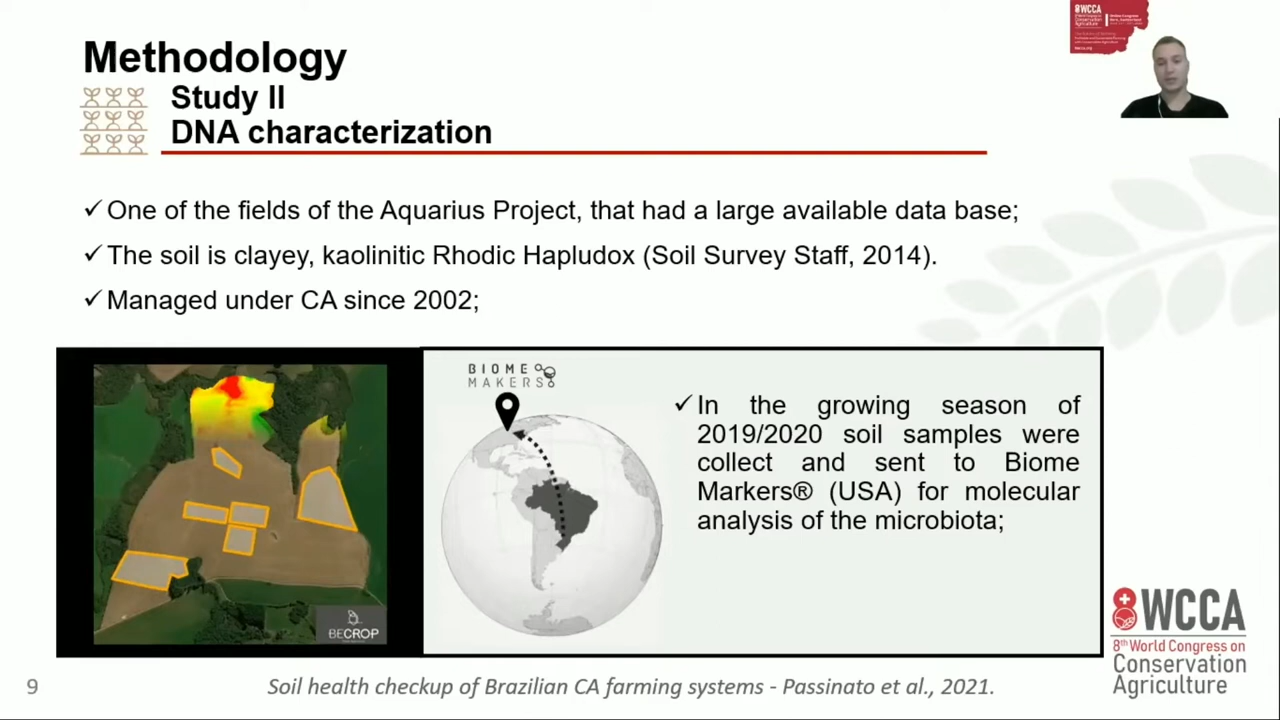 8WCCA
Methodology
Study II
DNA characterization
✓ One of the fields of the Aquarius Project, that had a large available data base;
✓ The soil is clayey, kaolinitic Rhodic Hapludox (Soil Survey Staff, 2014).
✓ Managed under CA since 2002;
BECROP
BIOME
MAKERS
✓ In the growing season of
2019/2020 soil samples were
collect and sent to Biome
Markers® (USA) for molecular
analysis of the microbiota;
8WCCA
8th World Congress on
Conservation
Agriculture
9
Soil health checkup of Brazilian CA farming systems - Passinato et al., 2021.